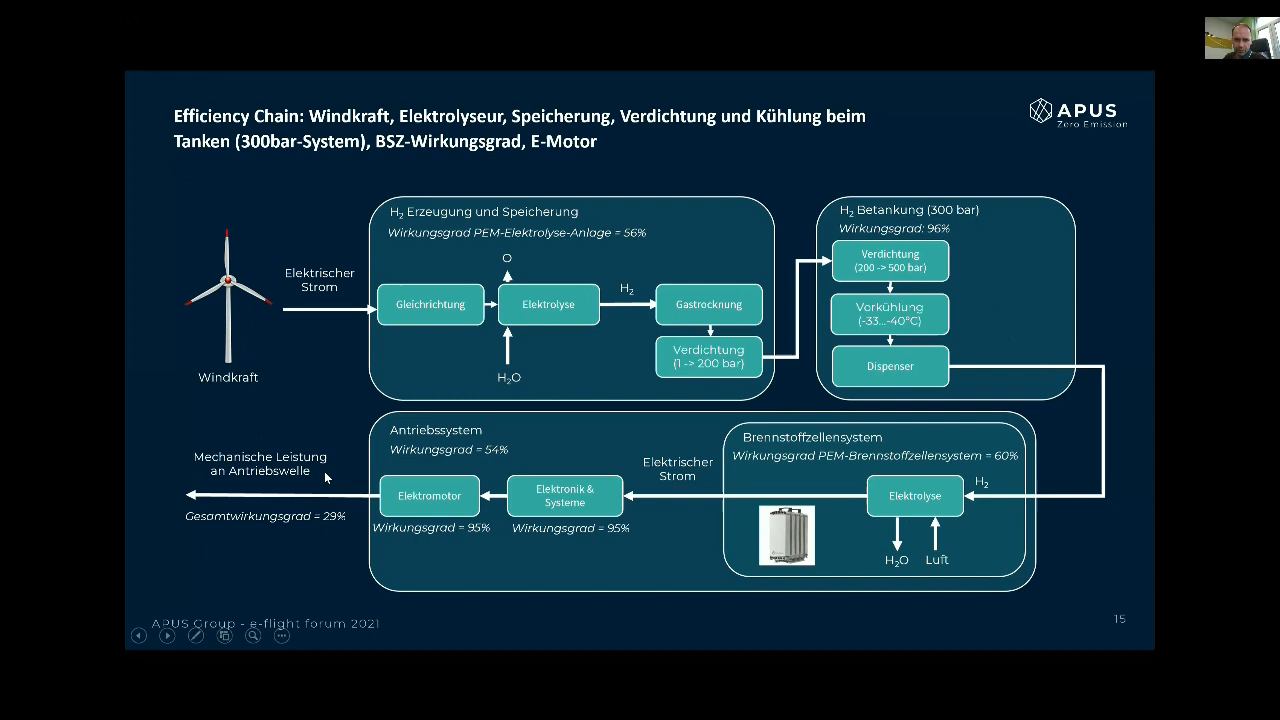 Efficiency Chain: Windkraft, Elektrolyseur, Speicherung, Verdichtung und Kühlung beim
Tanken (300bar-System), BSZ-Wirkungsgrad, E-Motor
APUS
Zero Emission
H₂ Erzeugung und Speicherung
Wirkungsgrad PEM-Elektrolyse-Anlage = 56%
H₂ Betankung (300 bar)
Wirkungsgrad: 96%
Elektrischer
Strom
O
Gleichrichtung
Elektrolyse
H₂
Gastrocknung
Verdichtung
(1 -> 200 bar)
H₂O
Verdichtung
(200 -> 500 bar)
Vorkühlung
(-33...-40°C)
Dispenser
Windkraft
Antriebssystem
Wirkungsgrad = 54%
Brennstoffzellensystem
Wirkungsgrad PEM-Brennstoffzellensystem = 60%
Mechanische Leistung
an Antriebswelle
Gesamtwirkungsgrad = 29%
Elektromotor
Wirkungsgrad = 95%
Elektronik &
Systeme
Wirkungsgrad = 95%
Elektrischer
Strom
Elektrolyse
H₂
H₂O
Luft
APUS Group - e-flight forum 2021
15